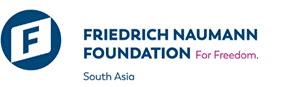 F
FRIEDRICH NAUMANN
FOUNDATION For Freedom.
South Asia